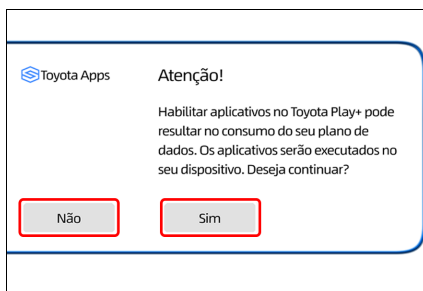 Toyota Apps
Atenção!
Habilitar aplicativos no Toyota Play+ pode
resultar no consumo do seu plano de
dados. Os aplicativos serão executados no
seu dispositivo. Deseja continuar?
Não
Sim